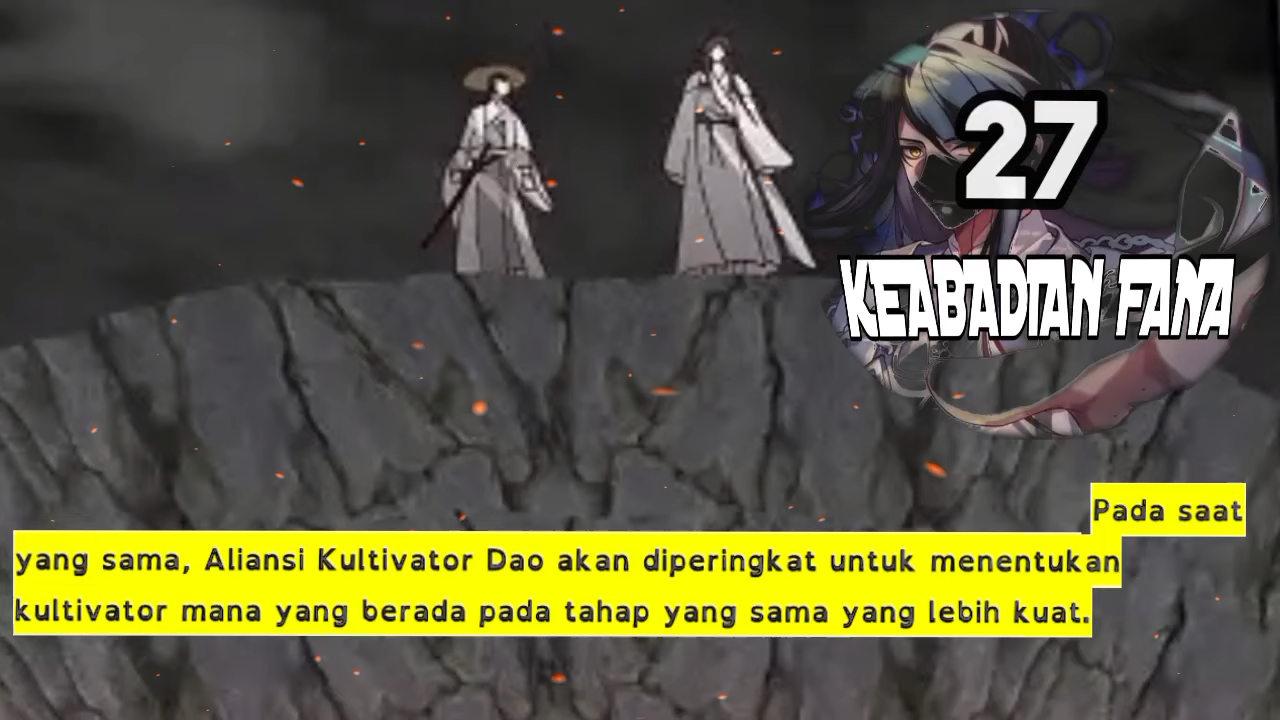 27
KEABADIAN FANA
Pada saat
yang sama, Aliansi Kultivator Dao akan diperingkat untuk menentukan
kultivator mana yang berada pada tahap yang sama yang lebih kuat.